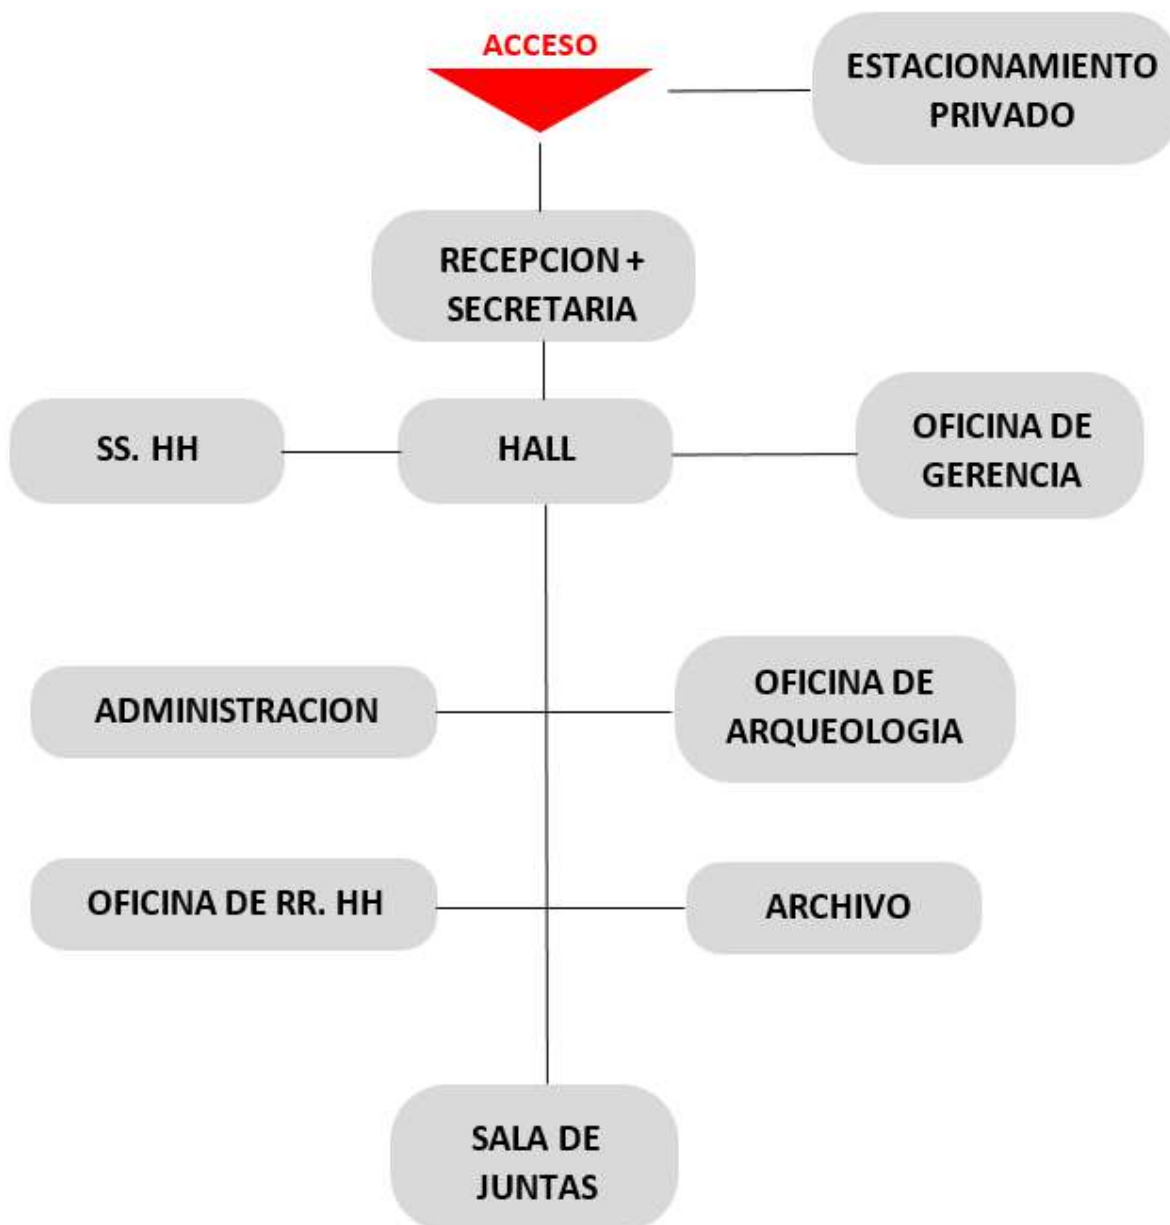 ACCESO
ESTACIONAMIENTO
PRIVADO
RECEPCION +
SECRETARIA
SS. HH
HALL
OFICINA DE
GERENCIA
ADMINISTRACION
OFICINA DE
ARQUEOLOGIA
OFICINA DE RR. HH
ARCHIVO
SALA DE
JUNTAS